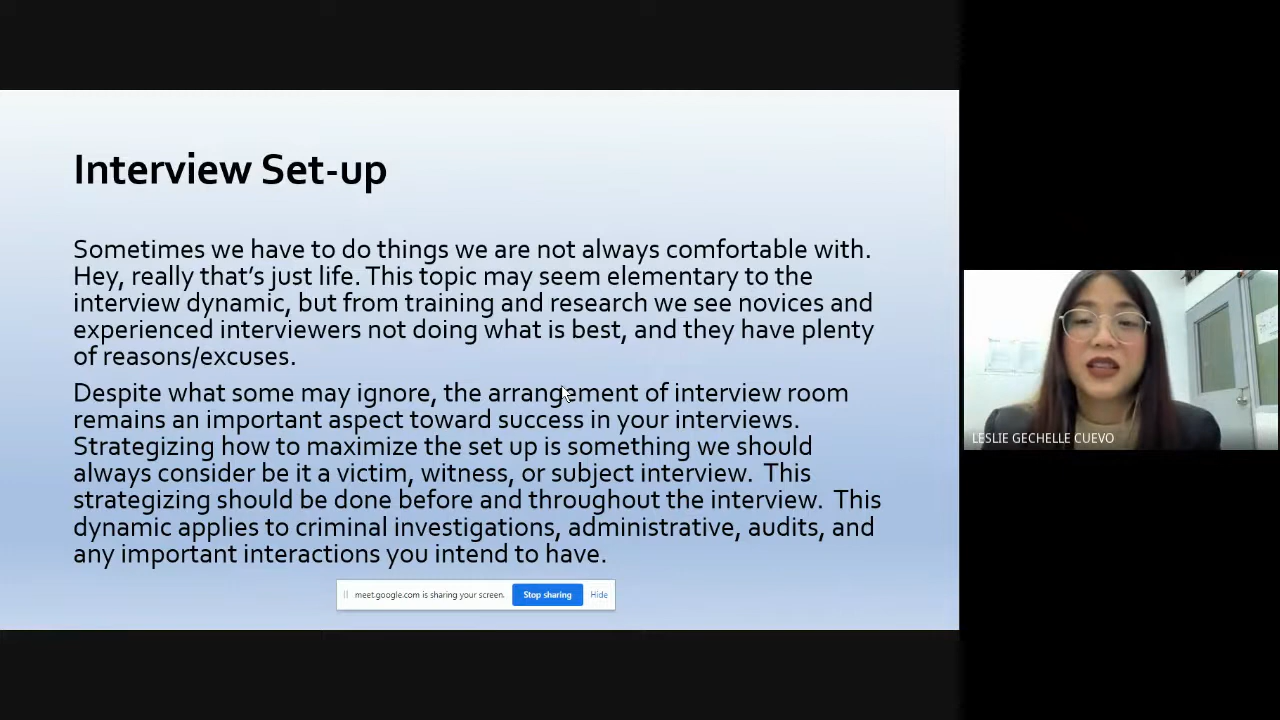 Interview Set-up
Sometimes we have to do things we are not always comfortable with.
Hey, really that's just life. This topic may seem elementary to the
interview dynamic, but from training and research we see novices and
experienced interviewers not doing what is best, and they have plenty
of reasons/excuses.
Despite what some may ignore, the arrangement of interview room
remains an important aspect toward success in your interviews.
Strategizing how to maximize the set up is something we should
always consider be it a victim, witness, or subject interview.  This
strategizing should be done before and throughout the interview.  This
dynamic applies to criminal investigations, administrative, audits, and
any important interactions you intend to have.
meet.google.com is sharing your screen. Stop sharing Hide
LESLIE GECHELLE CUEVO